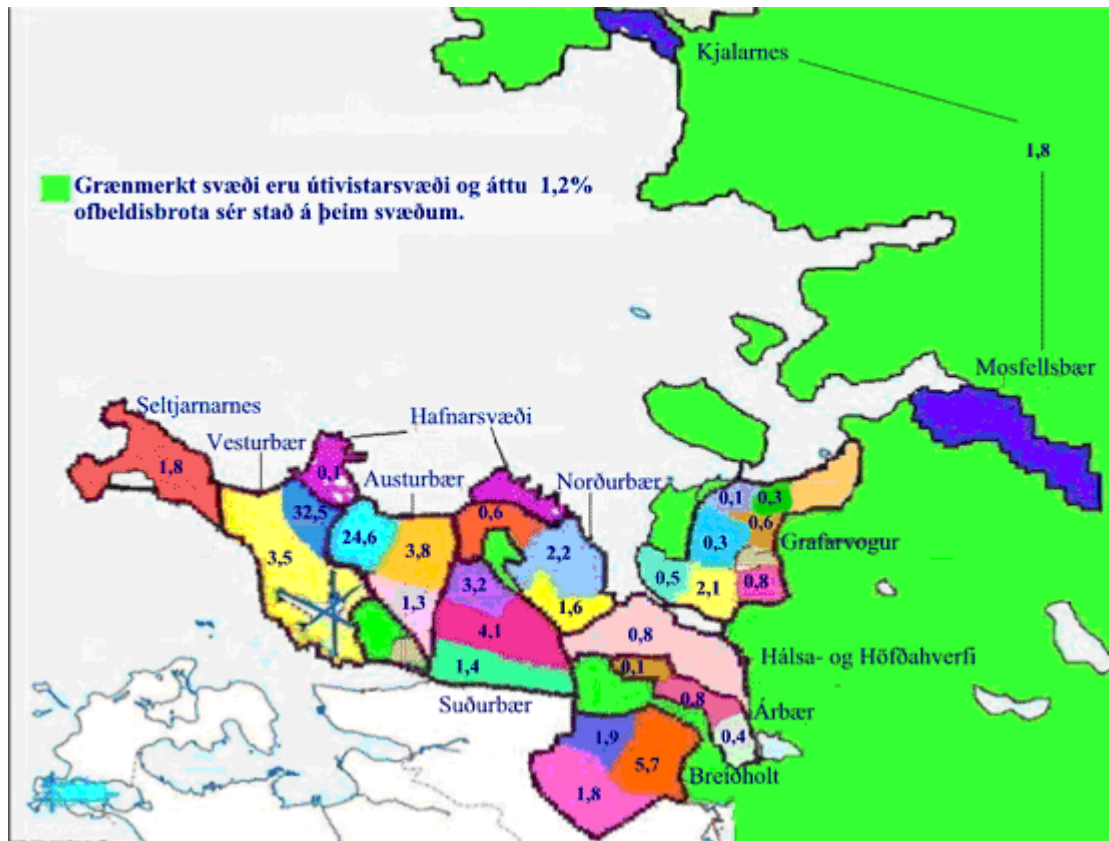 Kjalarnes
1,8
Grænmerkt svæði eru útivistarsvæði og áttu 1,2%
ofbeldisbrota sér stað á þeim svæðum.
Mosfellsbær
Seltjarnarnes
Hafnarsvæði
Vesturbær
Austurbær
Norðurbær
1,8
0,1
0,1
0,3
32,5
0,6
0,6
24,6
3,8
2,2
0,3
Grafarvogur
3,5
3,2
0,5
2,1
0,8
1,3
1,6
4,1
0,8
1,4
0,1
Hálsa- og Höfðahverfi
Suðurbær
0,8
Árbær
1,9
0,4
5,7
Breiðholt
1,8